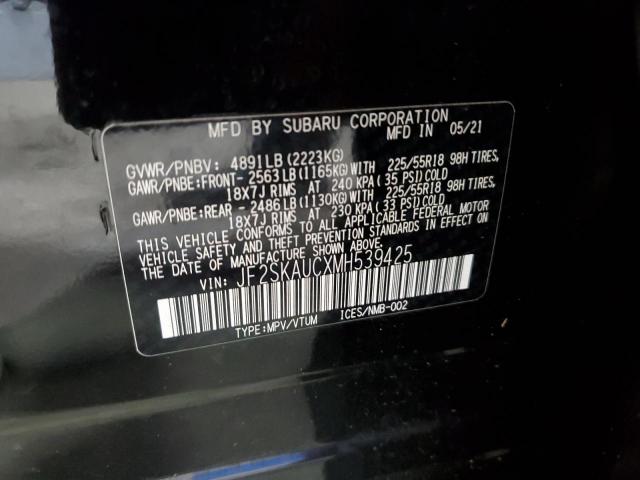 MFD BY SUBARU CORPORATION MFD IN 05/21
GVWR/PNBV: 4891LB(2223KG)
GAWR/PNBE:FRONT- 2563LB(1165KG)WITH 225/55R18 98H TIRES,
18X7J RIMS AT 240 KPA(35 PSI)COLD
GAWR/PNBE:REAR - 2486LB(1130KG)WITH 225/55R18 98H TIRES,
18X7J RIMS AT 230 KPA(33 PSI)COLD
THIS VEHICLE CONFORMS TO ALL APPLICABLE FEDERAL MOTOR
VEHICLE SAFETY AND THEFT PREVENTION STANDARDS
IN EFFECT ON THE DATE OF MANUFACTURE SHOWN ABOVE.
VIN: JF2SKAUCXMH539425
TYPE:MPV/VTUM ICES/NMB-002